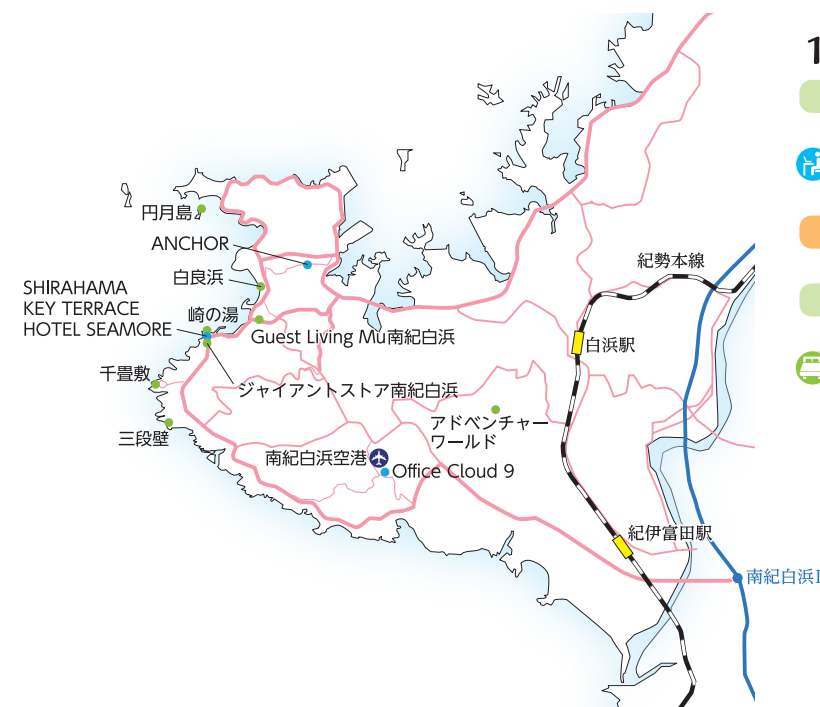 1
円月島
ANCHOR
紀勢本線
白良浜
SHIRAHAMA
KEY TERRACE
HOTEL SEAMORE
崎の湯
Guest Living Mu南紀白浜
白浜駅
千畳敷
ジャイアントストア南紀白浜
アドベンチャー
ワールド
三段壁
南紀白浜空港
Office Cloud 9
紀伊富田駅
南紀白浜I